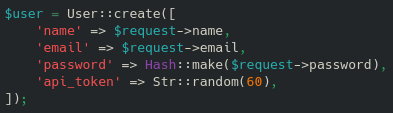 $user = User::create([
    'name' => $request->name,
    'email' => $request->email,
    'password' => Hash::make($request->password),
    'api_token' => Str::random(60),
]);